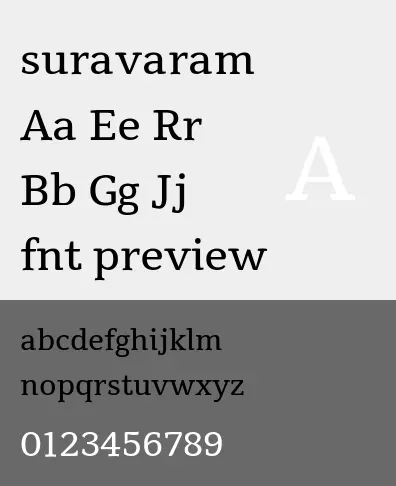 suravaram
Aa Ee Rr
A
Bb Gg Jj
fnt preview
abcdefghijklm
nopqrstuvwxyz
0123456789